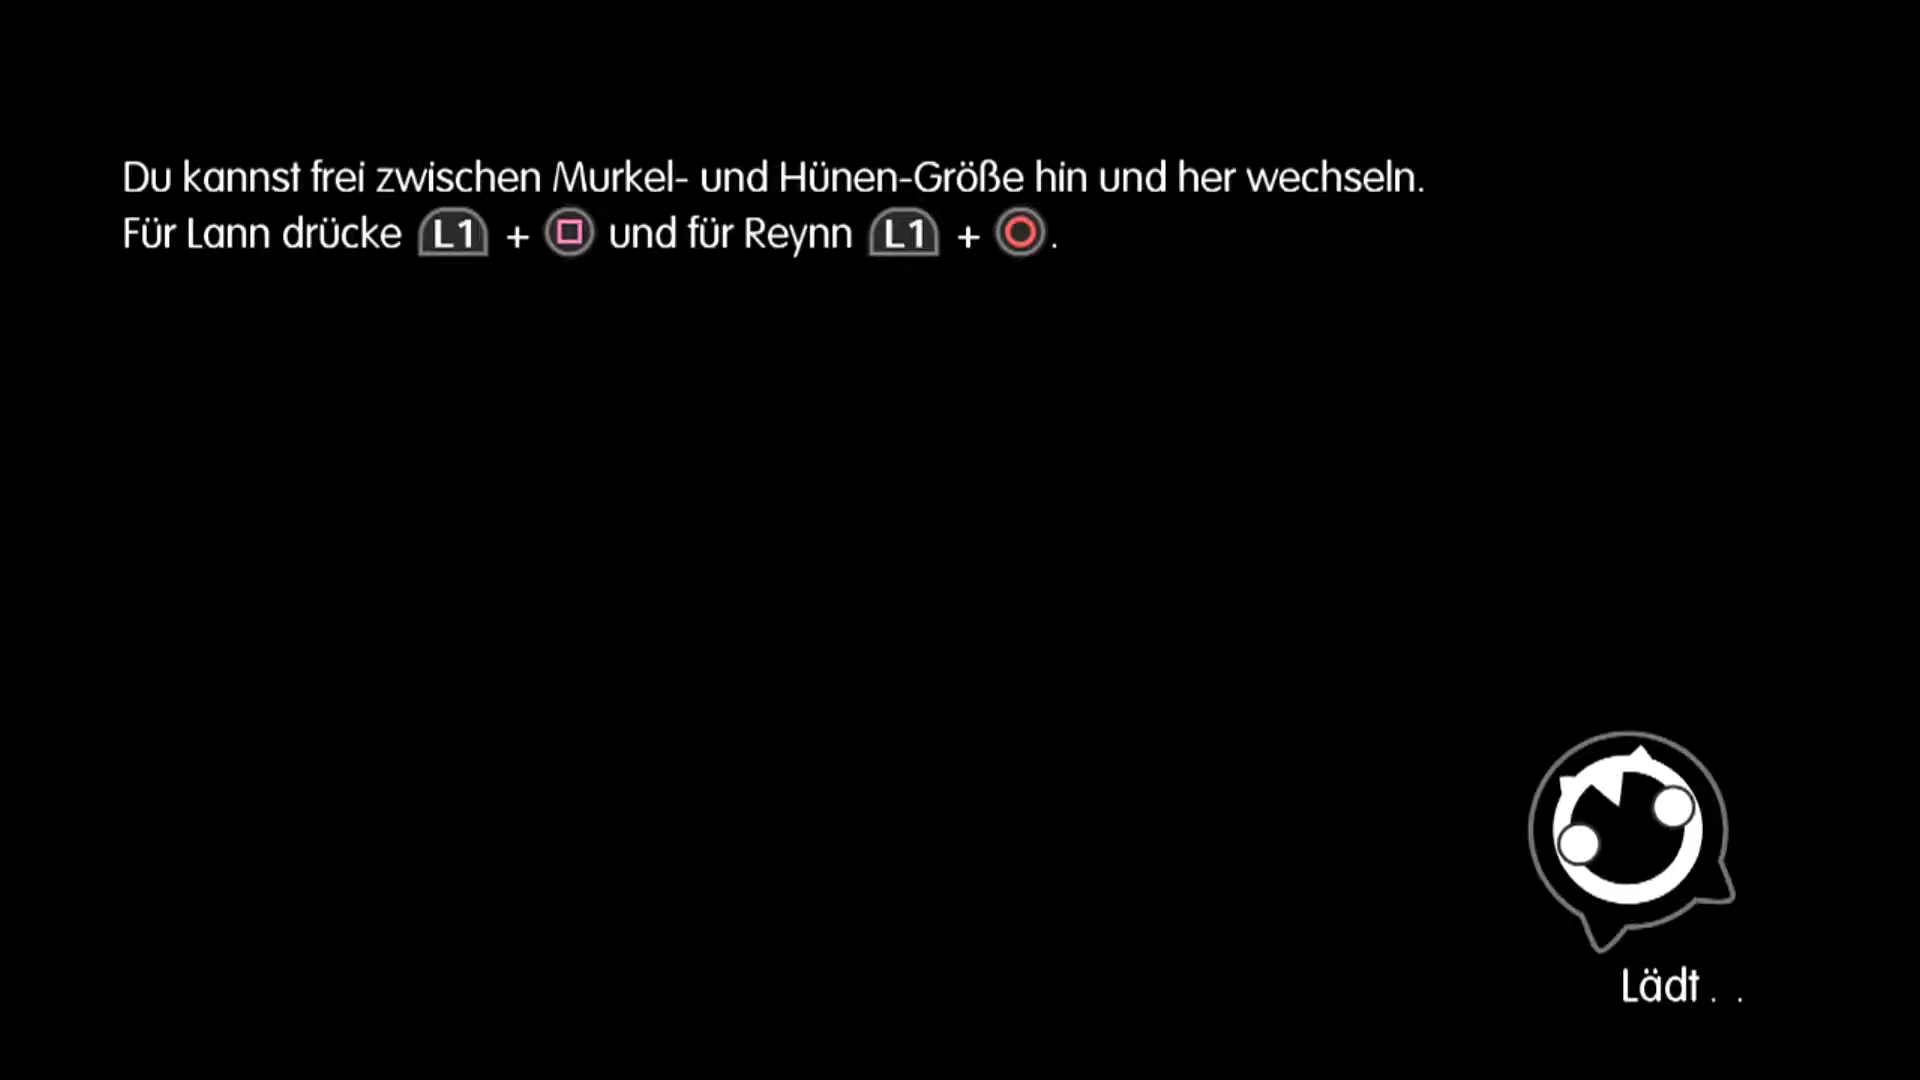 Du kannst frei zwischen Murkel- und Hünen-Größe hin und her wechseln.
Für Lann drücke L1 + □ und für Reynn L1 + ○.
Lädt . .